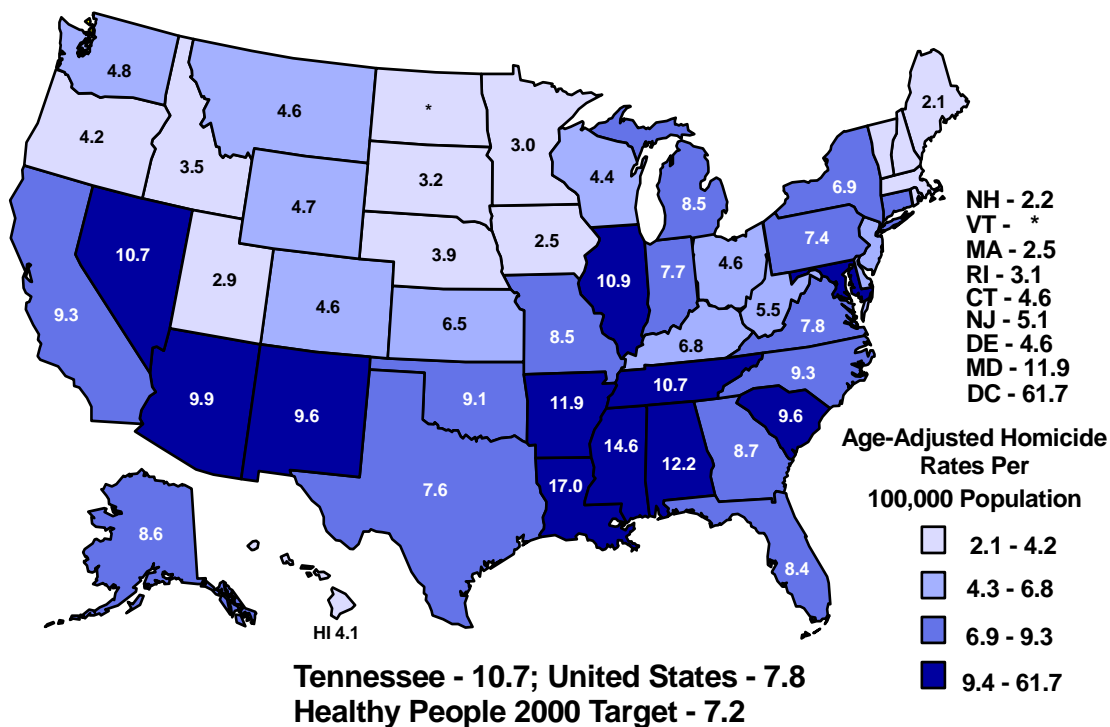 4.8
4.6
*
3.0
2.1
4.2
3.5
4.4
8.5
6.9
3.2
4.7
7.4
NH - 2.2
VT - *
MA - 2.5
RI - 3.1
CT - 4.6
NJ - 5.1
DE - 4.6
MD - 11.9
DC - 61.7
10.7
2.9
3.9
2.5
10.9
7.7
4.6
5.5
7.8
9.3
4.6
6.5
8.5
6.8
9.3
9.9
9.6
9.1
11.9
10.7
9.6
7.6
17.0
14.6
12.2
8.7
8.4
8.6
HI 4.1
Age-Adjusted Homicide
Rates Per
100,000 Population
2.1 - 4.2
4.3 - 6.8
6.9 - 9.3
9.4 - 61.7
Tennessee - 10.7; United States - 7.8
Healthy People 2000 Target - 7.2